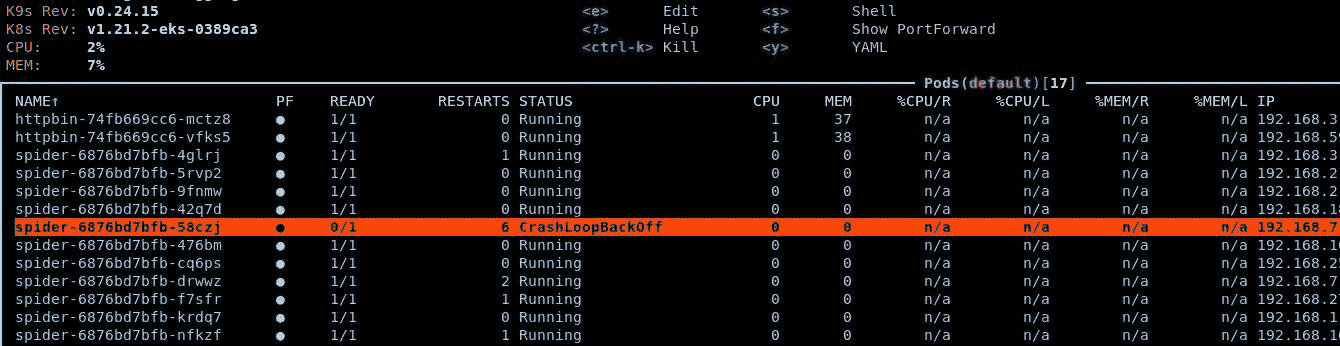 K9s Rev: v0.24.15 <e> Edit <s> Shell
K8s Rev: v1.21.2-eks-0389ca3 <?> Help <f> Show PortForward
CPU: 2% <ctrl-k> Kill <y> YAML
MEM: 7%
Pods(default)[17]
NAME↑ PF READY RESTARTS STATUS CPU MEM %CPU/R %CPU/L %MEM/R %MEM/L IP
httpbin-74fb669cc6-mctz8 ● 1/1 0 Running 1 37 n/a n/a n/a n/a 192.168.3
httpbin-74fb669cc6-vfks5 ● 1/1 0 Running 1 38 n/a n/a n/a n/a 192.168.59
spider-6876bd7bfb-4glrj ● 1/1 1 Running 0 0 n/a n/a n/a n/a 192.168.3
spider-6876bd7bfb-5rvp2 ● 1/1 0 Running 0 0 n/a n/a n/a n/a 192.168.2
spider-6876bd7bfb-9fnmw ● 1/1 0 Running 0 0 n/a n/a n/a n/a 192.168.2
spider-6876bd7bfb-42q7d ● 1/1 0 Running 0 0 n/a n/a n/a n/a 192.168.18
spider-6876bd7bfb-58czj ● 0/1 6 CrashLoopBackOff 0 0 n/a n/a n/a n/a 192.168.7
spider-6876bd7bfb-476bm ● 1/1 0 Running 0 0 n/a n/a n/a n/a 192.168.16
spider-6876bd7bfb-cq6ps ● 1/1 0 Running 0 0 n/a n/a n/a n/a 192.168.25
spider-6876bd7bfb-drwwz ● 1/1 2 Running 0 0 n/a n/a n/a n/a 192.168.7
spider-6876bd7bfb-f7sfr ● 1/1 1 Running 0 0 n/a n/a n/a n/a 192.168.27
spider-6876bd7bfb-krdq7 ● 1/1 0 Running 0 0 n/a n/a n/a n/a 192.168.1
spider-6876bd7bfb-nfkzf ● 1/1 1 Running 0 0 n/a n/a n/a n/a 192.168.16